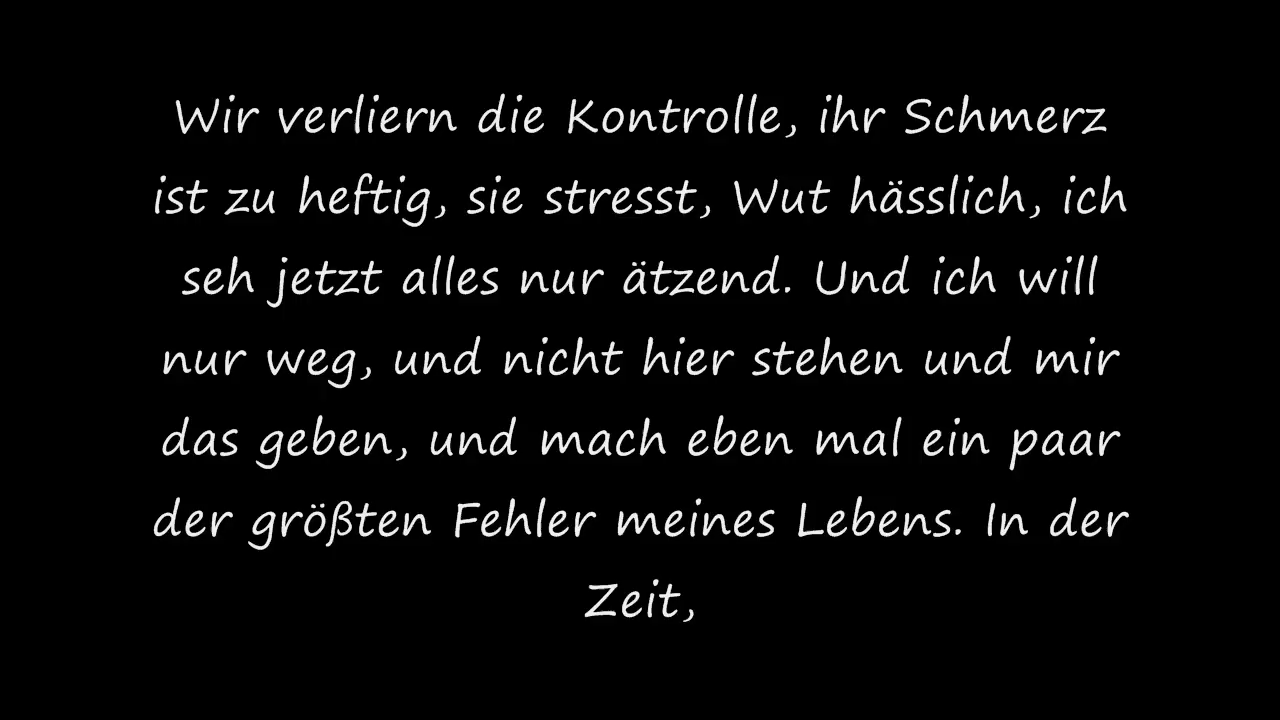 Wir verliern die Kontrolle, ihr Schmerz
ist zu heftig, sie stresst, Wut hässlich, ich
seh jetzt alles nur ätzend. Und ich will
nur weg, und nicht hier stehen und mir
das geben, und mach eben mal ein paar
der größten Fehler meines Lebens. In der
Zeit,